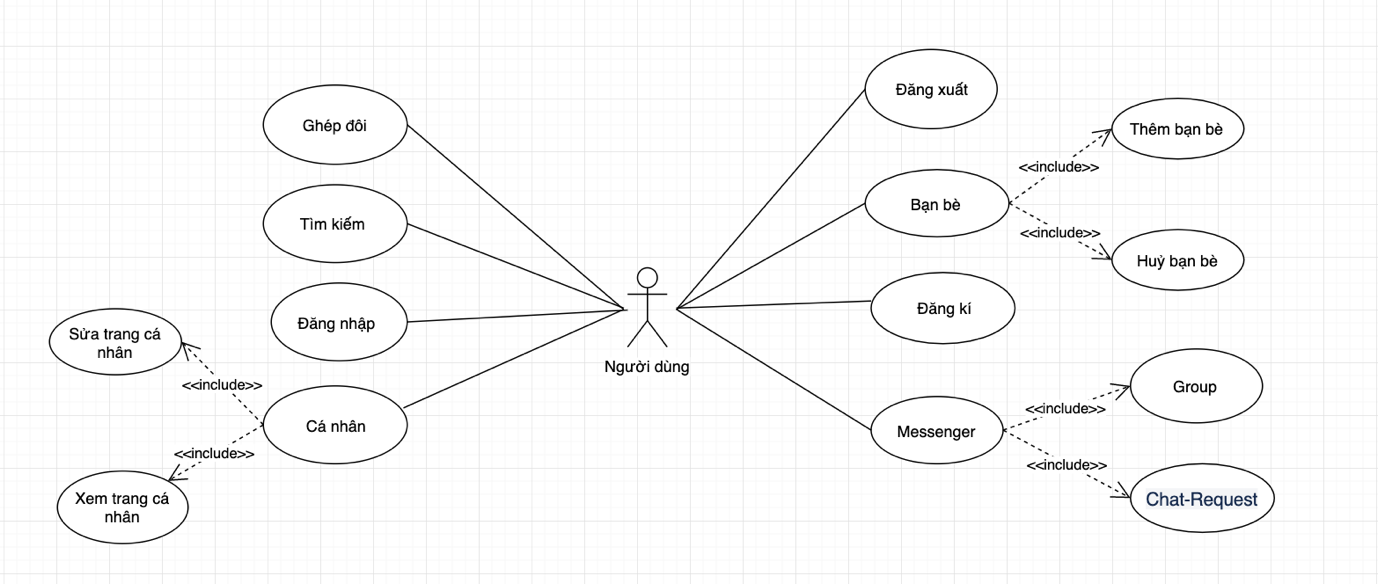 Đăng xuất
Ghép đôi
Thêm bạn bè
<<include>>
Bạn bè
Tìm kiếm
<<include>>
Huỷ bạn bè
Đăng kí
Đăng nhập
Sửa trang cá
nhân
Người dùng
<<include>>
Group
<<include>>
Cá nhân
Messenger
<<include>>
<<include>>
Xem trang cá
nhân
Chat-Request